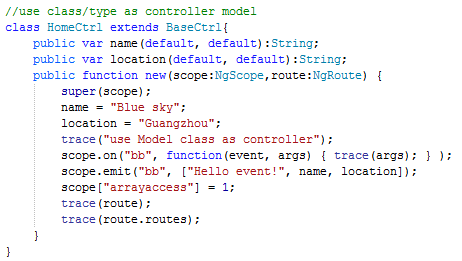 //use class/type as controller model
class HomeCtrl extends BaseCtrl{
    public var name(default, default):String;
    public var location(default, default):String;
    public function new(scope:NgScope,route:NgRoute) {
        super(scope);
        name = "Blue sky";
        location = "Guangzhou";
        trace("use Model class as controller");
        scope.on("bb", function(event, args) { trace(args); } );
        scope.emit("bb", ["Hello event!", name, location]);
        scope["arrayaccess"] = 1;
        trace(route);
        trace(route.routes);
    }
}